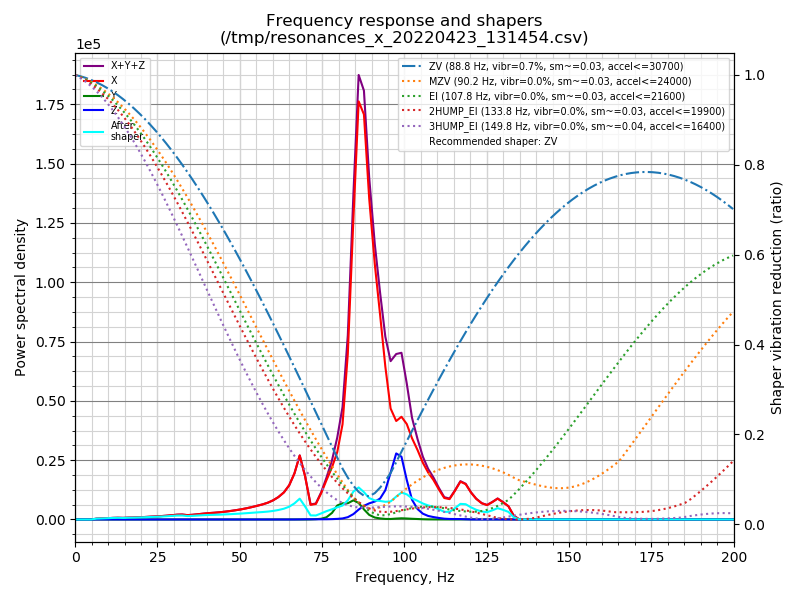 Frequency response and shapers
(/tmp/resonances_x_20220423_131454.csv)
1e5
X+Y+Z
X
Y
Z
After
shaper
ZV (88.8 Hz, vibr=0.7%, sm~=0.03, accel<=30700)
MZV (90.2 Hz, vibr=0.0%, sm~=0.03, accel<=24000)
EI (107.8 Hz, vibr=0.0%, sm~=0.03, accel<=21600)
2HUMP_EI (133.8 Hz, vibr=0.0%, sm~=0.03, accel<=19900)
3HUMP_EI (149.8 Hz, vibr=0.0%, sm~=0.04, accel<=16400)
Recommended shaper: ZV
Power spectral density
1.75
1.50
1.25
1.00
0.75
0.50
0.25
0.00
1.0
0.8
0.6
0.4
0.2
0.0
Shaper vibration reduction (ratio)
0 25 50 75 100 125 150 175 200
Frequency, Hz